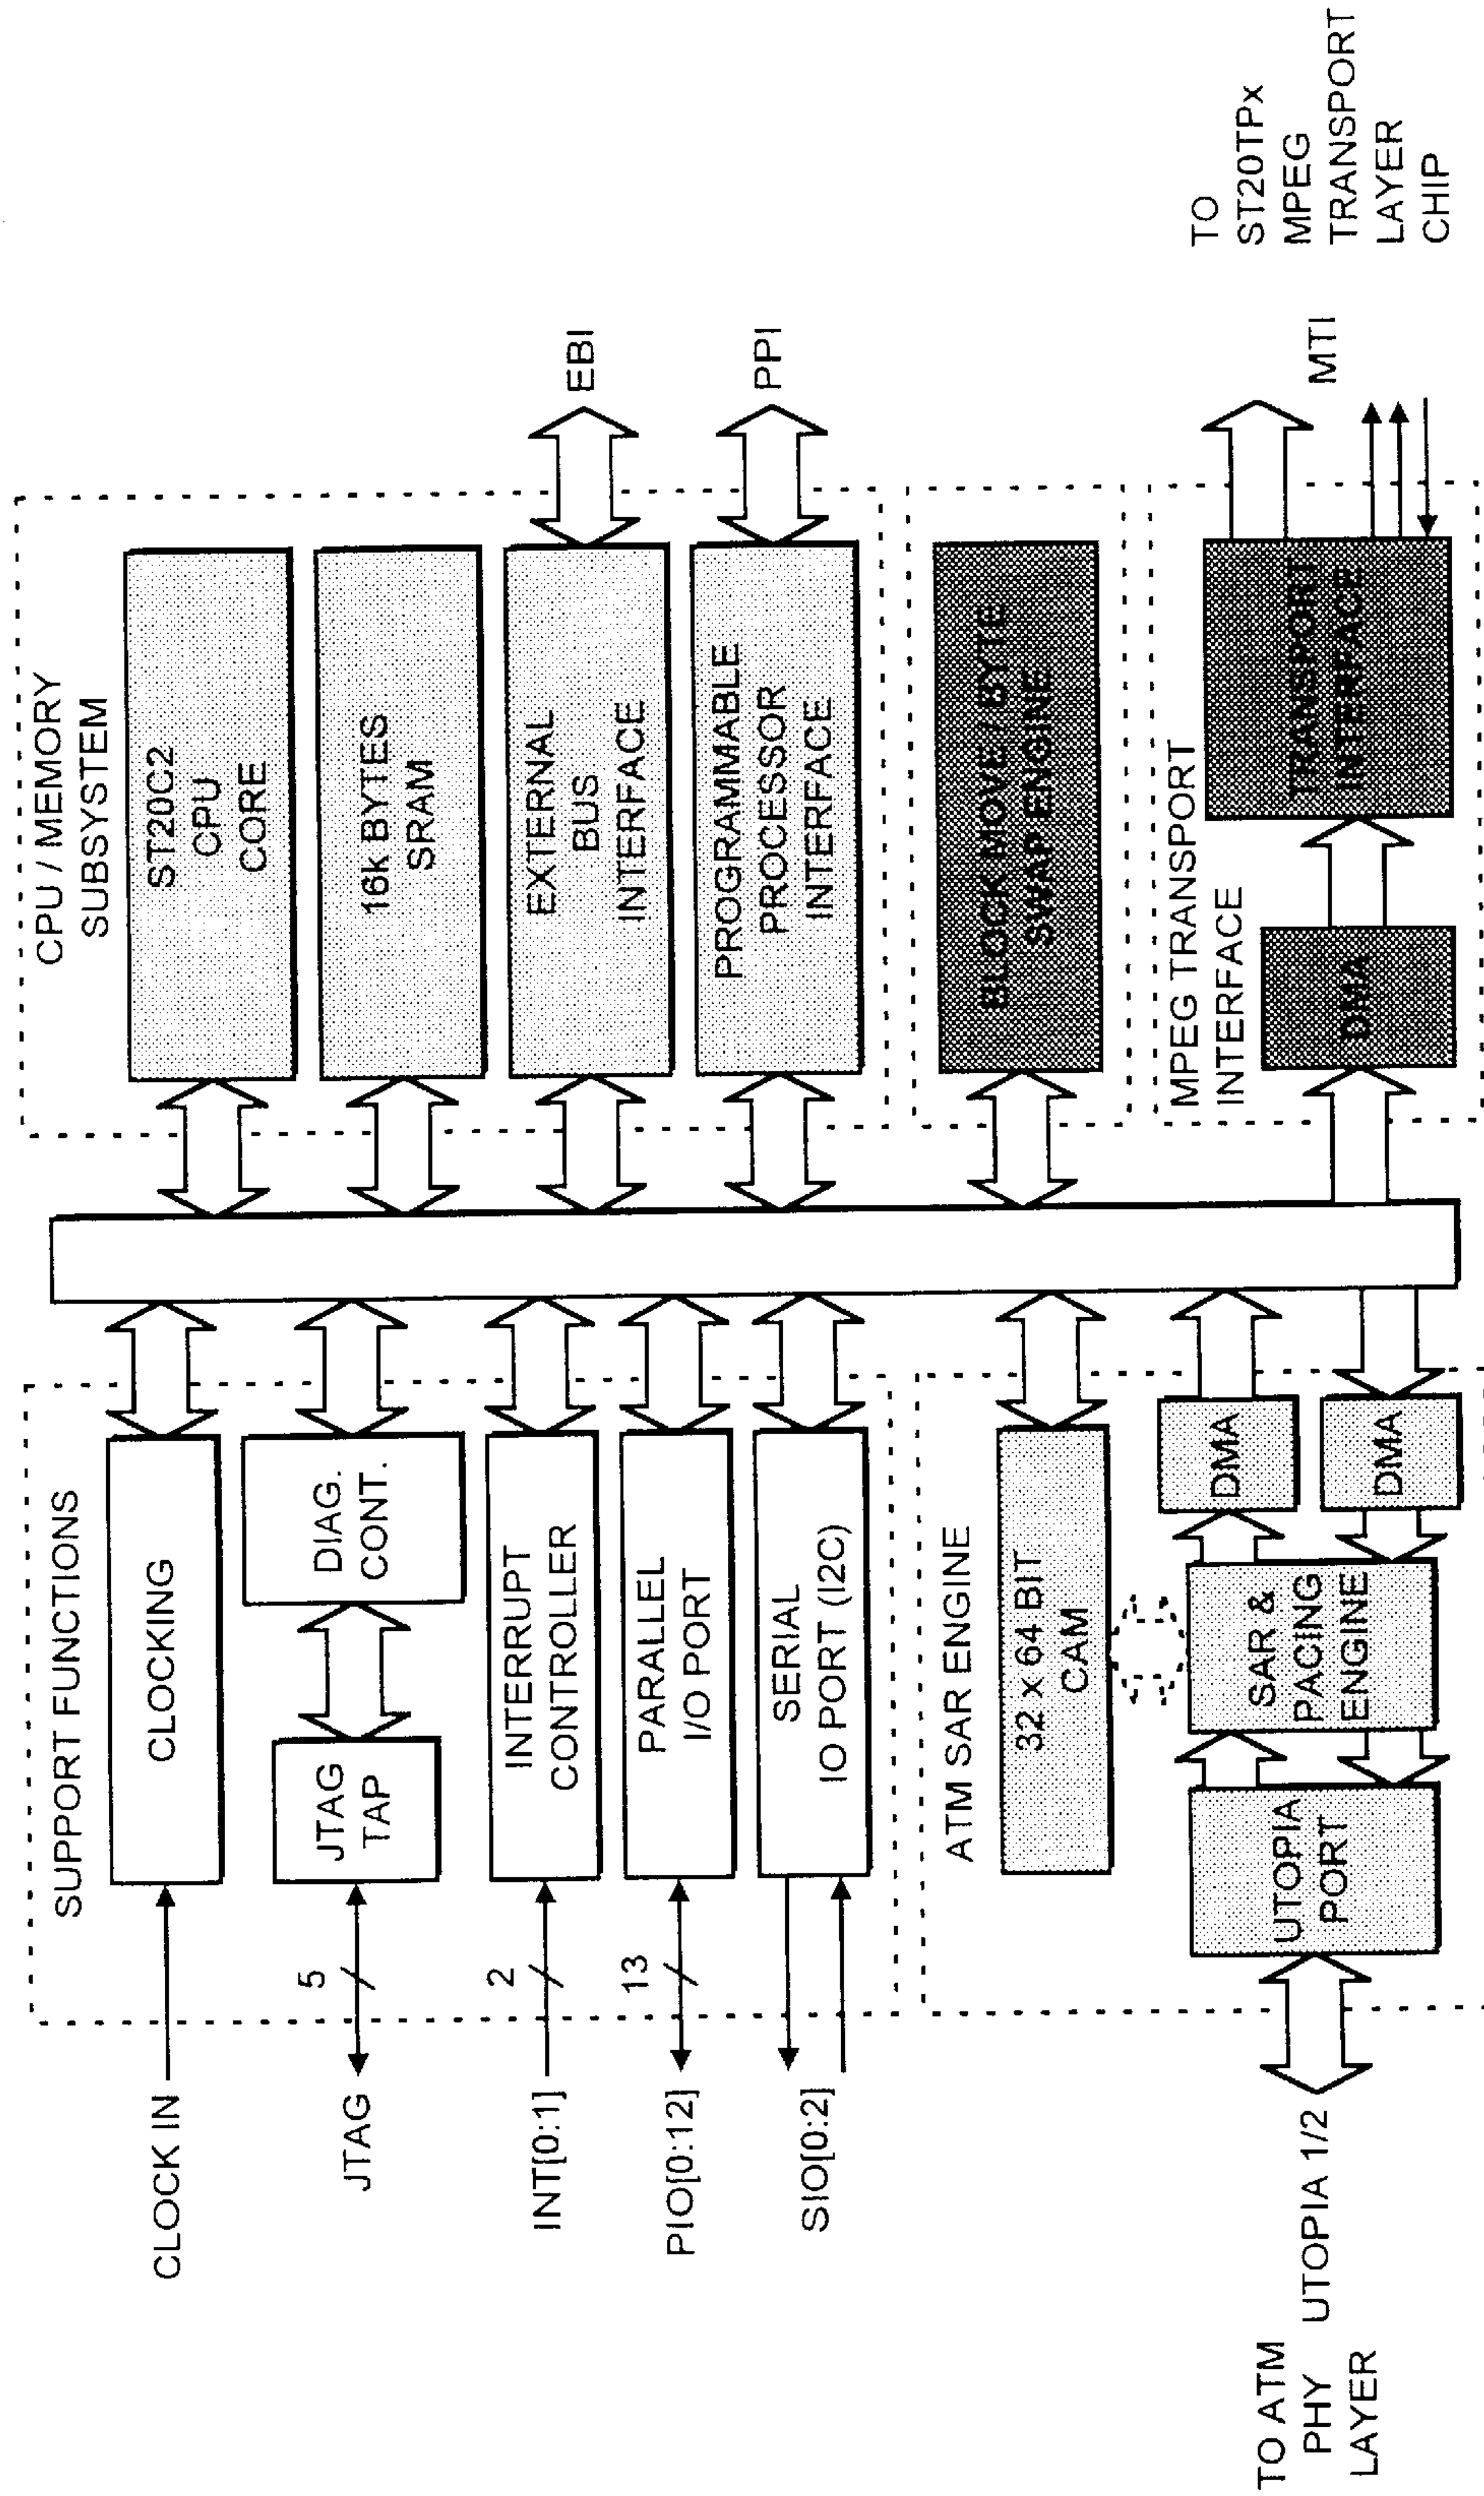 SUPPORT FUNCTIONS
CLOCK IN
CLOCKING
JTAG
5
JTAG
TAP
DIAG.
CONT.
INT[0:1]
2
INTERRUPT
CONTROLLER
PIO[0:12]
13
PARALLEL
I/O PORT
SIO[0:2]
SERIAL
IO PORT (I2C)
ATM SAR ENGINE
32 x 64 BIT
CAM
TO ATM
PHY
LAYER
UTOPIA 1/2
UTOPIA
PORT
SAR &
PACING
ENGINE
DMA
DMA
CPU / MEMORY
SUBSYSTEM
ST20C2
CPU
CORE
16k BYTES
SRAM
EXTERNAL
BUS
INTERFACE
EBI
PROGRAMMABLE
PROCESSOR
INTERFACE
PPI
BLOCK MOVE / BYTE
SWAP ENGINE
MPEG TRANSPORT
INTERFACE
DMA
TRANSPORT
INTERFACE
MTI
TO
ST20TPx
MPEG
TRANSPORT
LAYER
CHIP